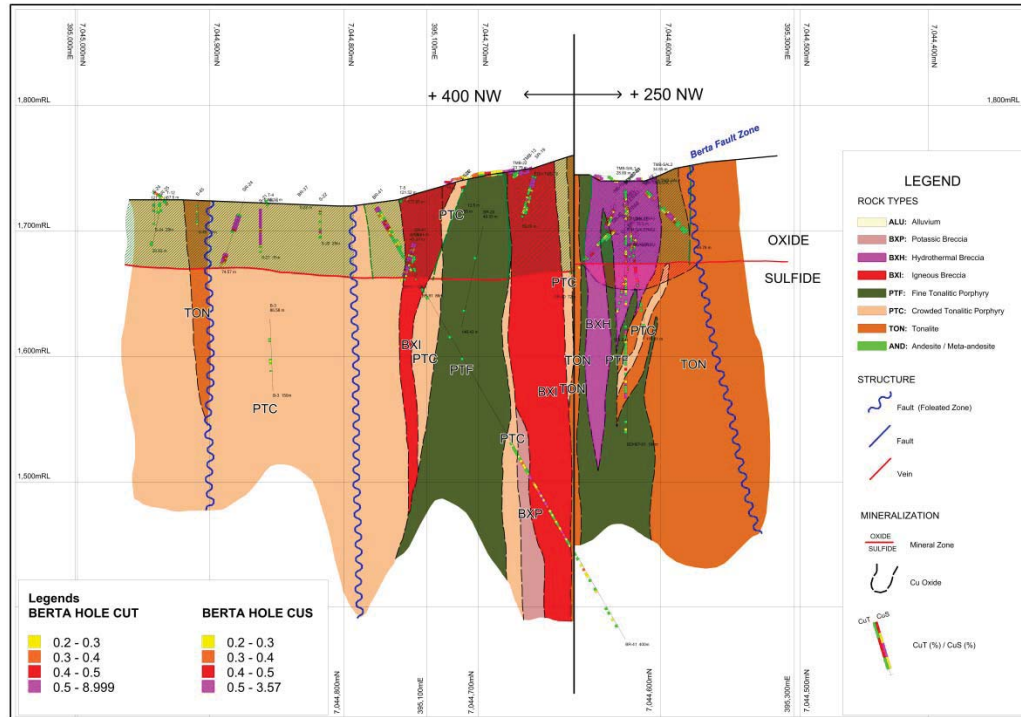 395,000mE
7,045,000mN
7,044,900mN
7,044,800mN
395,100mE
7,044,700mN
7,044,600mN
395,300mE
7,044,500mN
7,044,400mN
1,800mRL
1,800mRL
+ 400 NW
+ 250 NW
Berta Fault Zone
1,700mRL
OXIDE
SULFIDE
PTC
PTC
TON
BXI
PTC
PTF
BXH
PTC
PTF
TON
TON
1,600mRL
BXI
TON
PTC
PTC
1,500mRL
BXP
BR-41 400m
LEGEND
ROCK TYPES
ALU: Alluvium
BXP: Potassic Breccia
BXH: Hydrothermal Breccia
BXI: Igneous Breccia
PTF: Fine Tonalitic Porphyry
PTC: Crowded Tonalitic Porphyry
TON: Tonalite
AND: Andesite / Meta-andesite
STRUCTURE
Fault (Foleated Zone)
Fault
Vein
MINERALIZATION
OXIDE
SULFIDE
Mineral Zone
Cu Oxide
CuT CuS
CuT (%) / CuS (%)
Legends
BERTA HOLE CUT
0.2 - 0.3
0.3 - 0.4
0.4 - 0.5
0.5 - 8.999
BERTA HOLE CUS
0.2 - 0.3
0.3 - 0.4
0.4 - 0.5
0.5 - 3.57
7,044,800mN
395,100mE
7,044,700mN
7,044,600mN
395,300mE
7,044,500mN